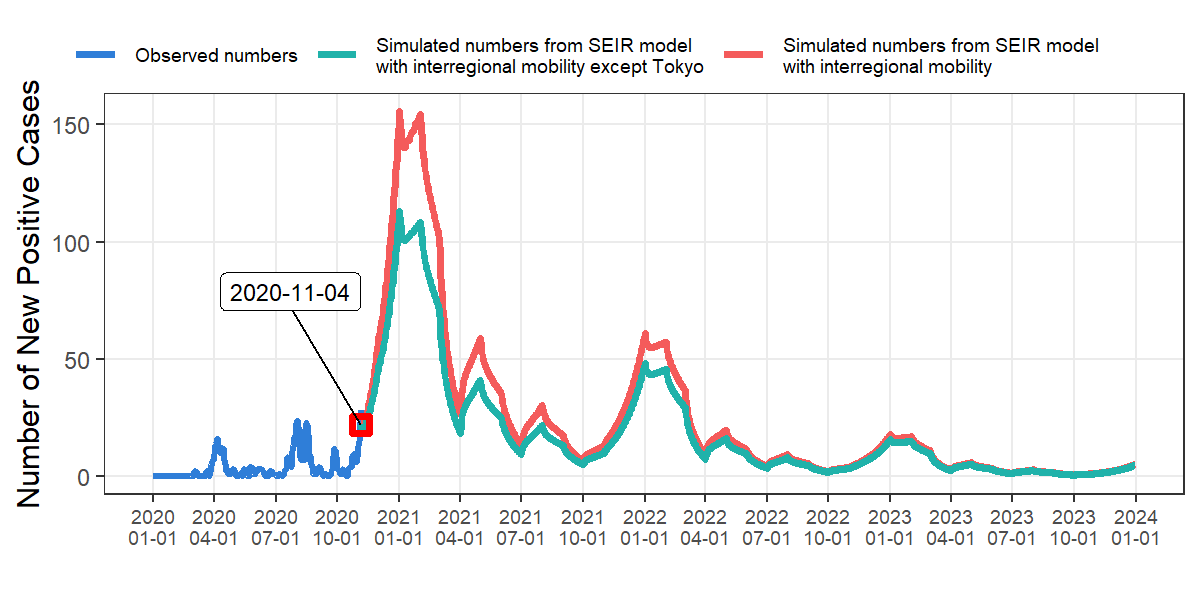 Observed numbers
Simulated numbers from SEIR model
with interregional mobility except Tokyo
Simulated numbers from SEIR model
with interregional mobility
Number of New Positive Cases
150
100
50
0
2020-11-04
2020 2020 2020 2020 2021 2021 2021 2021 2022 2022 2022 2022 2023 2023 2023 2023 2024
01-01 04-01 07-01 10-01 01-01 04-01 07-01 10-01 01-01 04-01 07-01 10-01 01-01 04-01 07-01 10-01 01-01